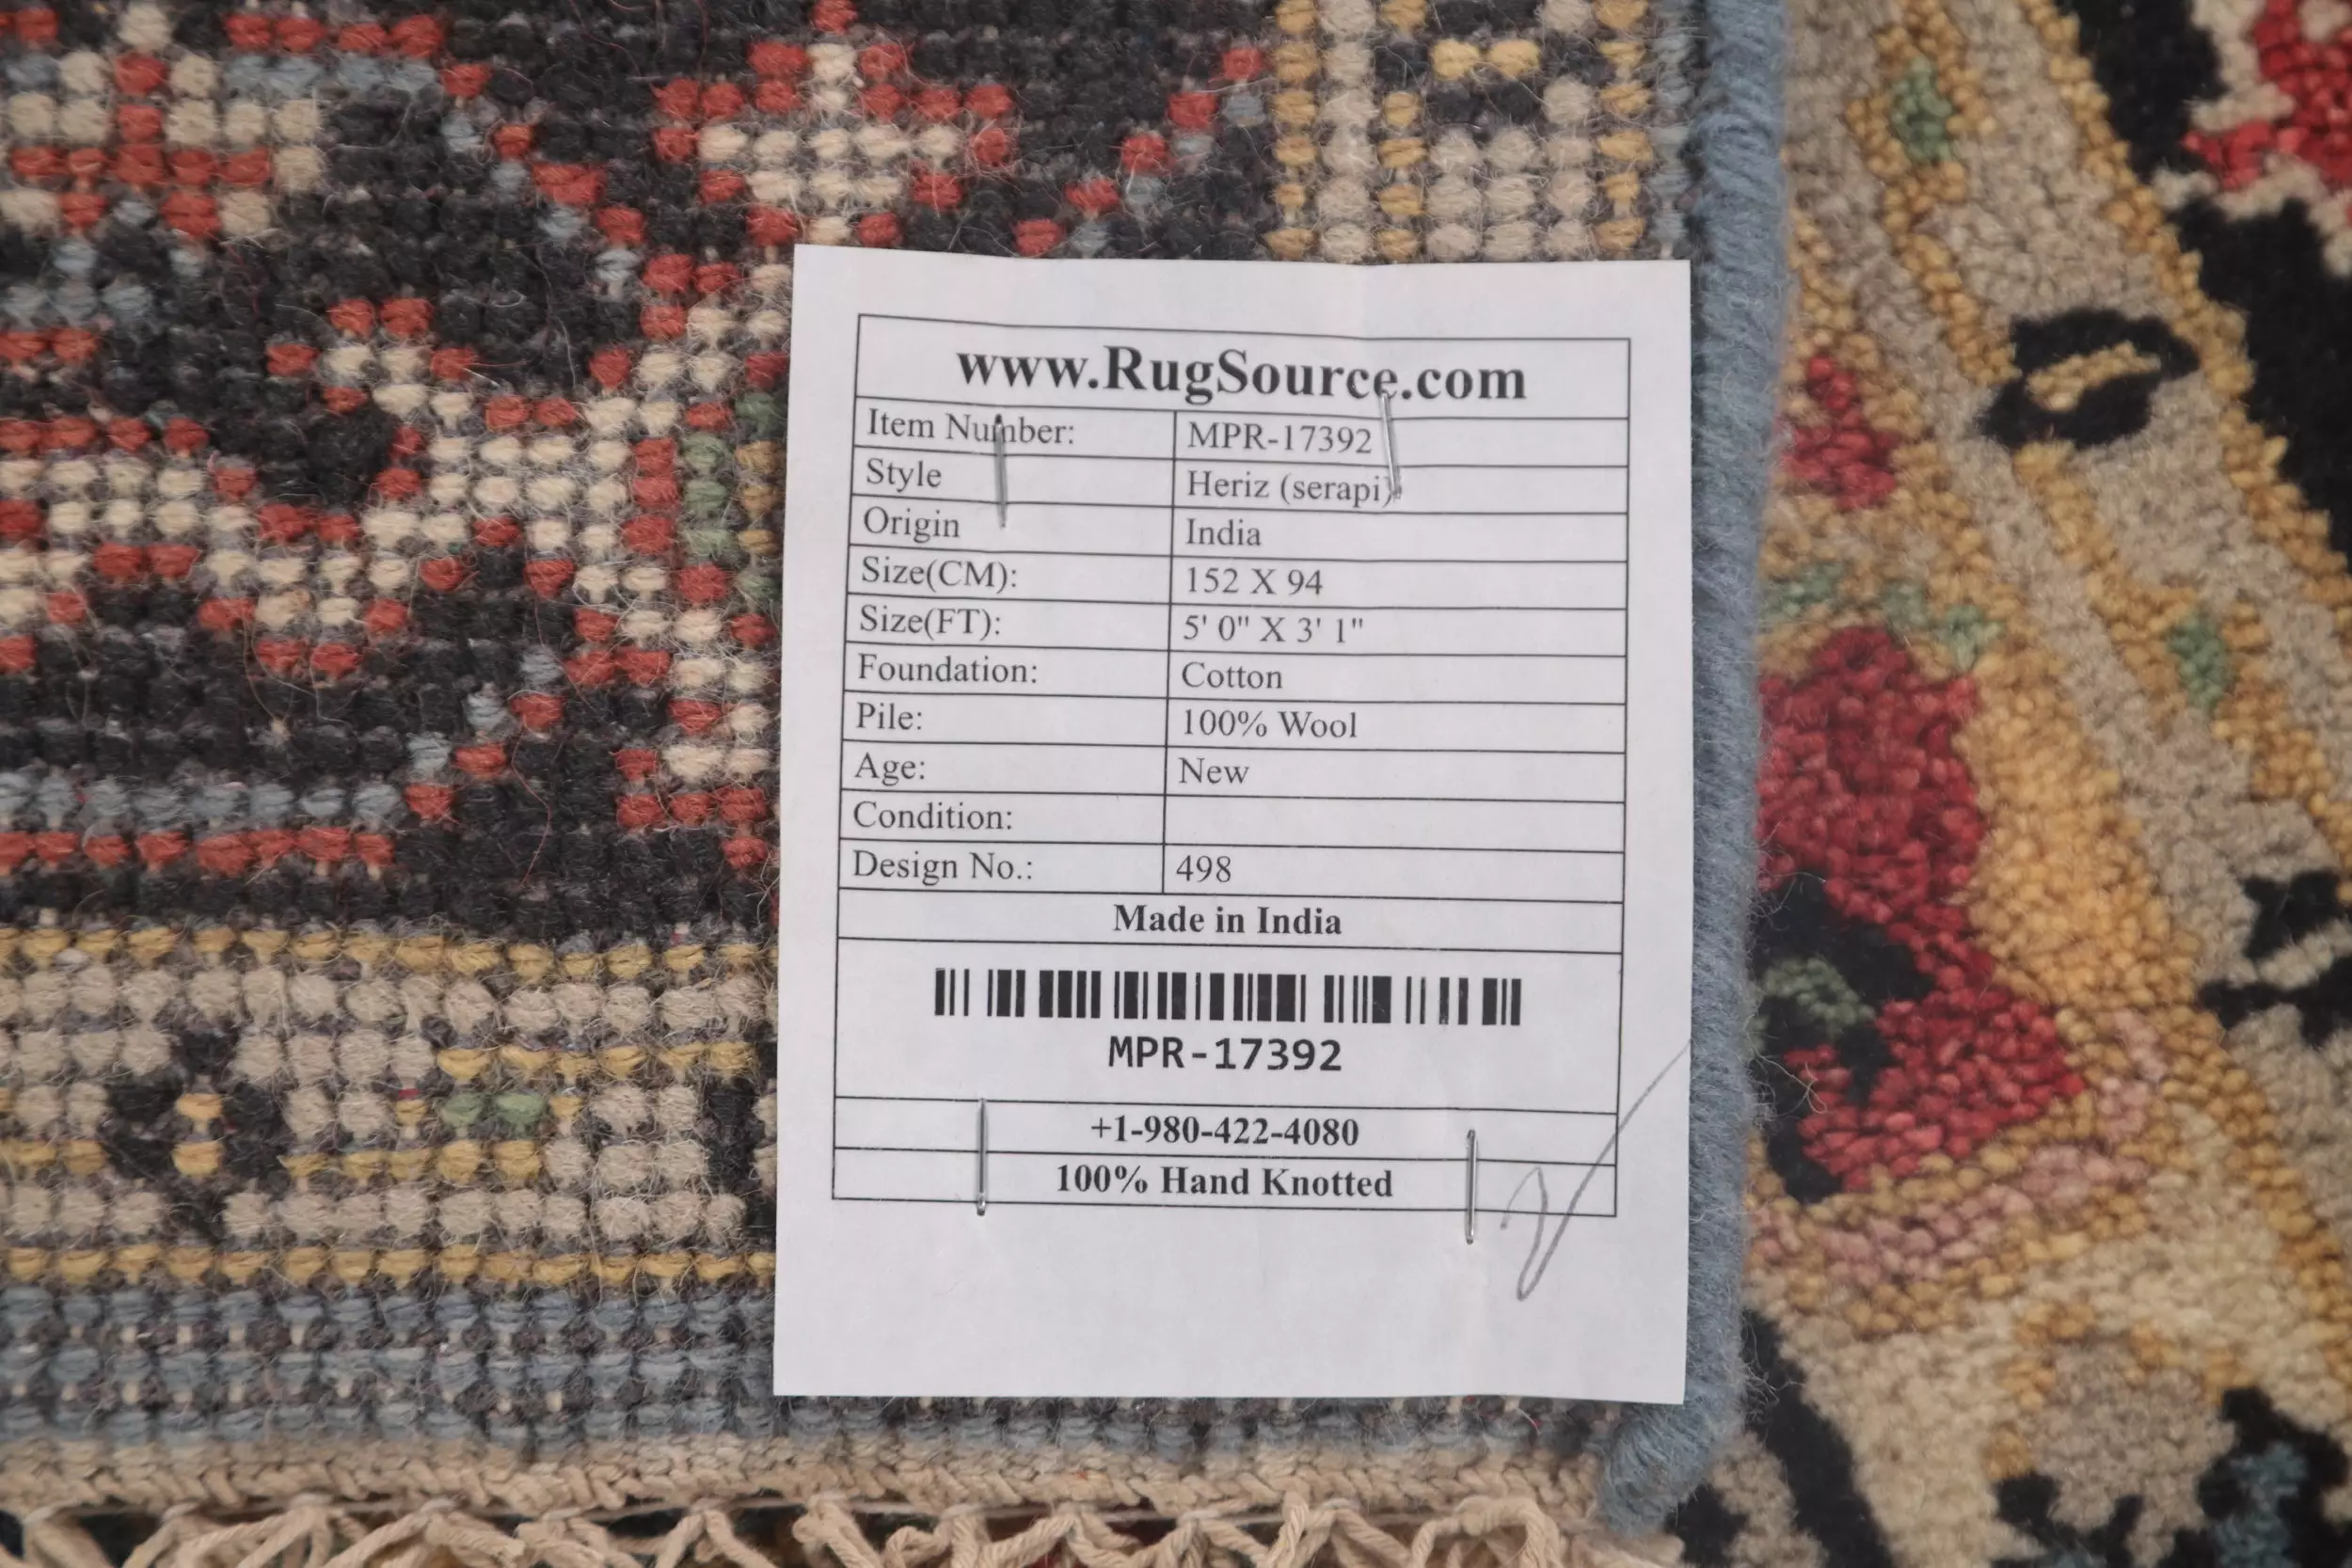 www.RugSource.com
Item Number: MPR-17392
Style Heriz (serapi)
Origin India
Size(CM): 152 X 94
Size(FT): 5' 0" X 3' 1"
Foundation: Cotton
Pile: 100% Wool
Age: New
Condition:
Design No.: 498
Made in India
MPR-17392
+1-980-422-4080
100% Hand Knotted